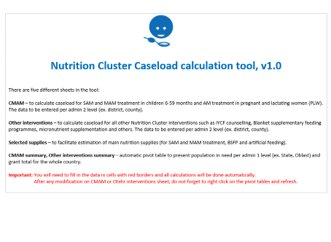 Nutrition Cluster Caseload calculation tool, v1.0
There are five different sheets in the tool:
CMAM – to calculate caseload for SAM and MAM treatment in children 6-59 months and AM treatment in pregnant and lactating women (PLW).
The data to be entered per admin 2 level (ex. district, county).
Other interventions – to calculate caseload for all other Nutrition Cluster interventions such as IYCF counselling, Blanket supplementary feeding
programmes, micronutrient supplementation and others. The data to be entered per admin 2 level (ex. district, county).
Selected supplies – to facilitate estimation of main nutrition supplies (for SAM and MAM treatment, BSFP and artificial feeding).
CMAM summary, Other interventions summary – automatic pivot table to present population in need per admin 1 level (ex. State, Oblast) and
grant total for the whole country.
Important: You will need to fill in the data in cells with red borders and all calculations will be done automatically.
After any modification on CMAM or Otehr interventions sheet, do not forget to right click on the pivot tables and refresh.